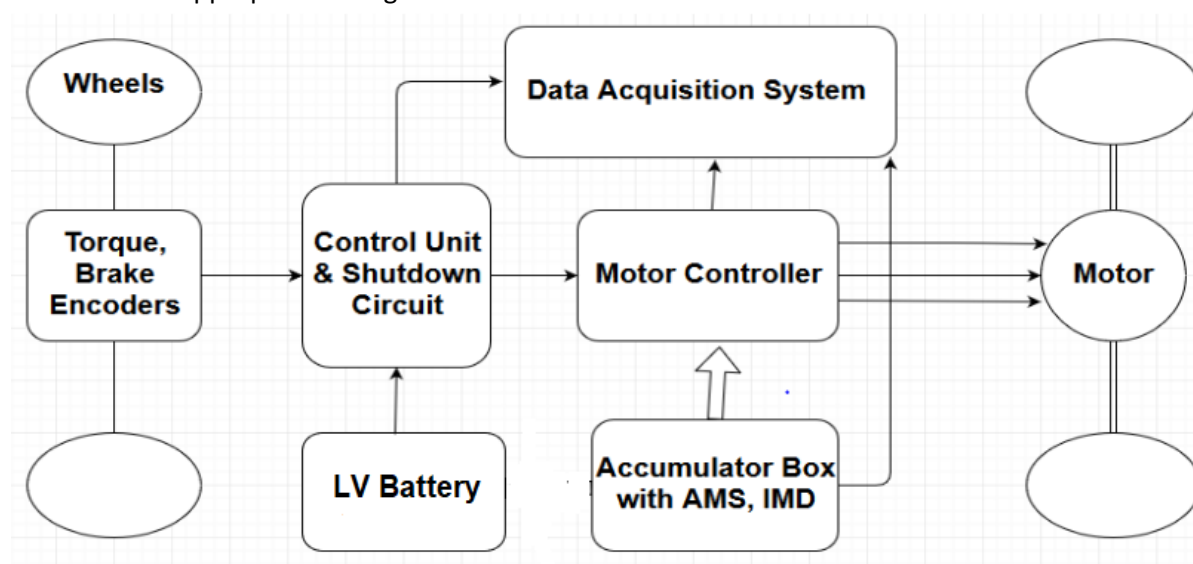 Wheels
Data Acquisition System
Torque,
Brake
Encoders
Control Unit
& Shutdown
Circuit
Motor Controller
Motor
LV Battery
Accumulator Box
with AMS, IMD